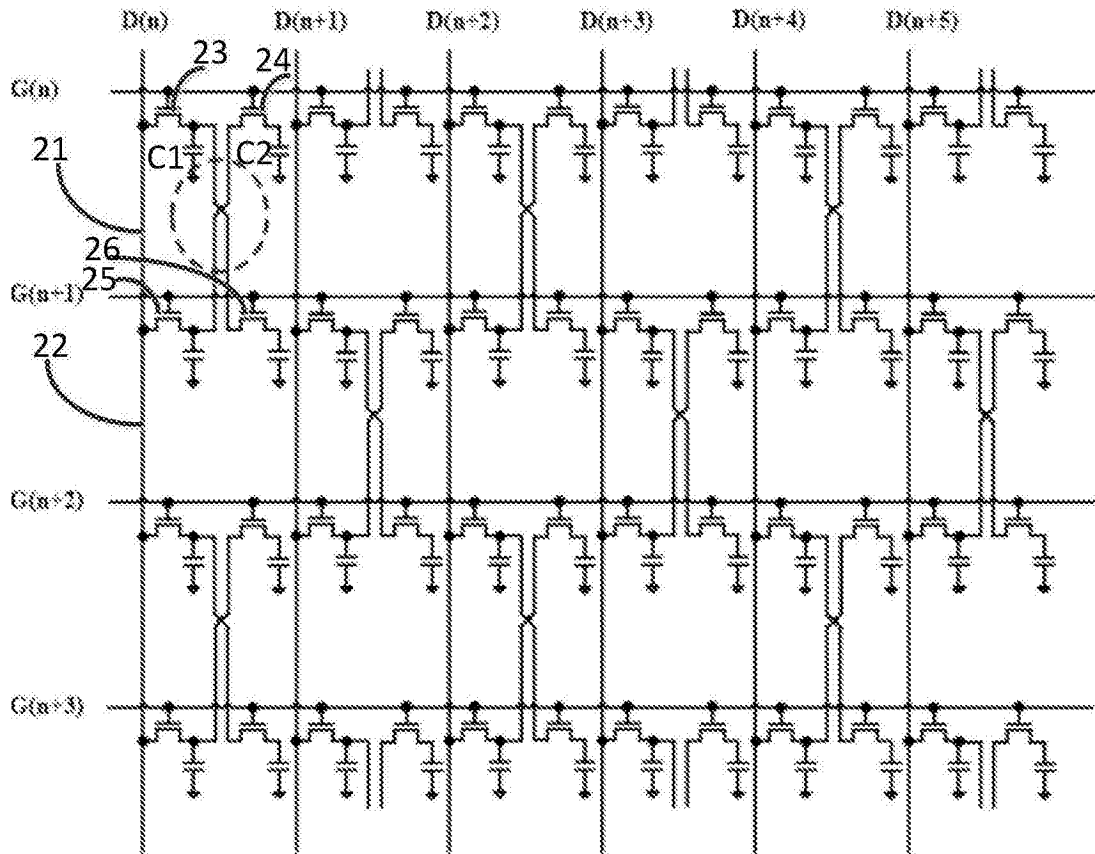 D(n) D(n+1) D(n+2) D(n+3) D(n+4) D(n+5)
23 24
G(n)
21 C1 C2
26
25
G(n+1)
22
G(n+2)
G(n+3)